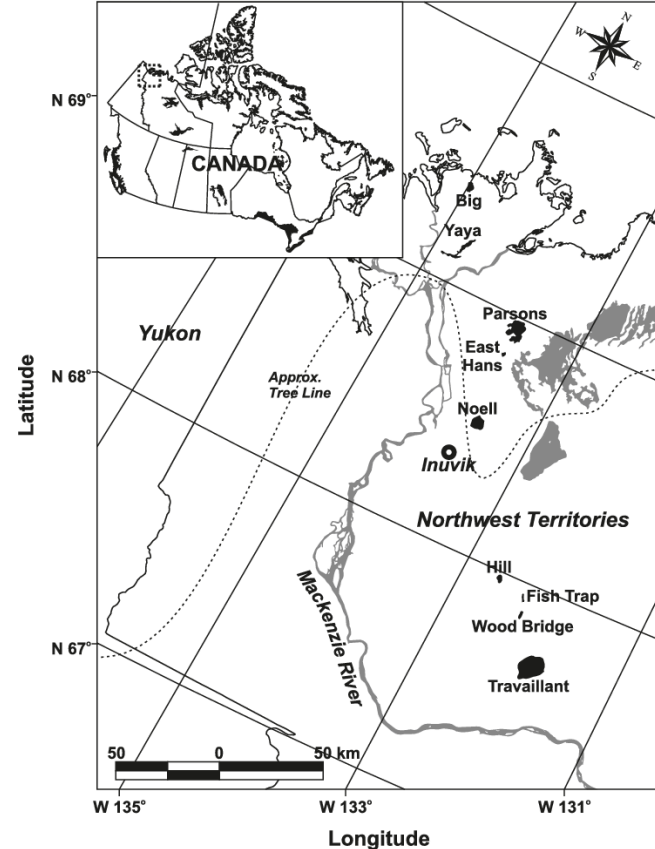 N
W
E
S
N 69°
CANADA
Big
Yaya
Parsons
Yukon
East
Hans
Approx.
Tree Line
N 68°
Latitude
Noell
Inuvik
Northwest Territories
Hill
Fish Trap
Mackenzie River
Wood Bridge
N 67°
Travaillant
50 0 50 km
W 135° W 133° W 131°
Longitude